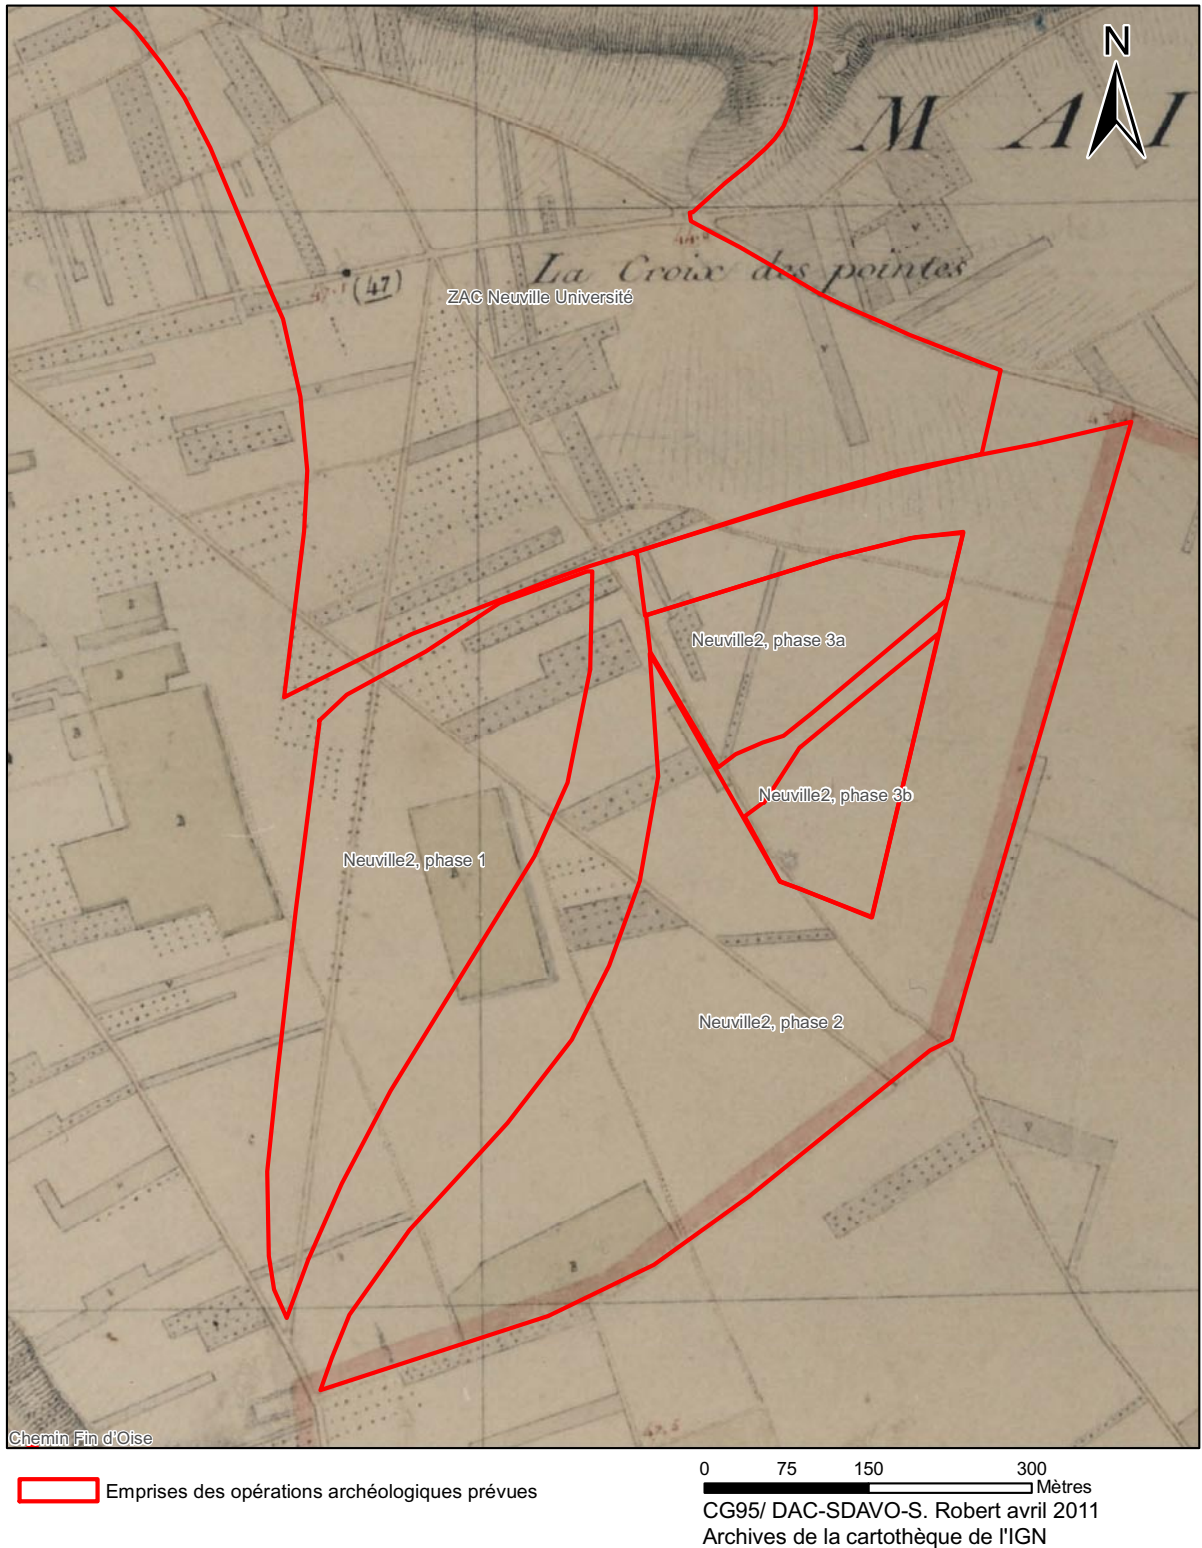 N
M A I
La Croix des pointes
(47)
ZAC Neuville Université
Neuville2, phase 3a
Neuville2, phase 3b
Neuville2, phase 1
Neuville2, phase 2
Chemin Fin d'Oise
Emprises des opérations archéologiques prévues
0 75 150 300
Mètres
CG95/ DAC-SDAVO-S. Robert avril 2011
Archives de la cartothèque de l'IGN